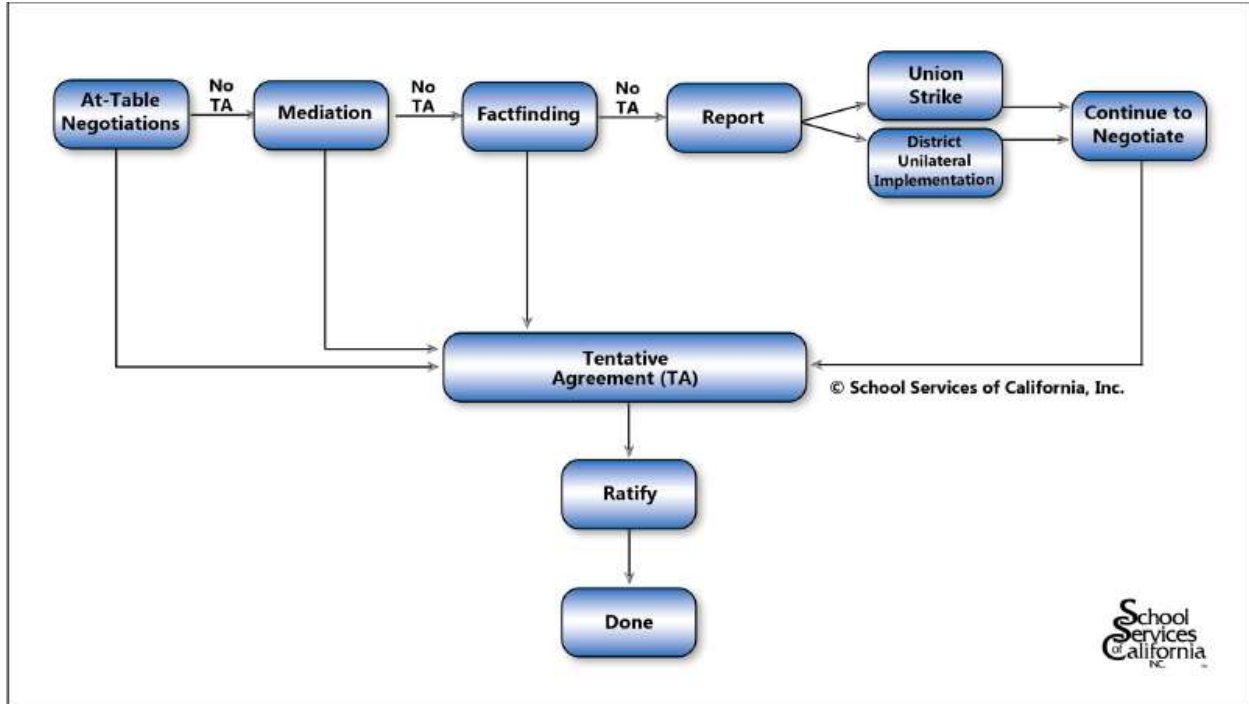 At-Table
Negotiations
No
TA
Mediation
No
TA
Factfinding
No
TA
Report
Union
Strike
District
Unilateral
Implementation
Continue to
Negotiate
Tentative
Agreement (TA)
© School Services of California, Inc.
Ratify
Done
School
Services
of
California
INC.